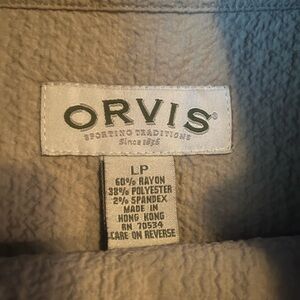 ORVIS
SPORTING TRADITIONS
Since 1856
LP
60% RAYON
38% POLYESTER
2% SPANDEX
MADE IN
HONG KONG
RN 70534
CARE ON REVERSE